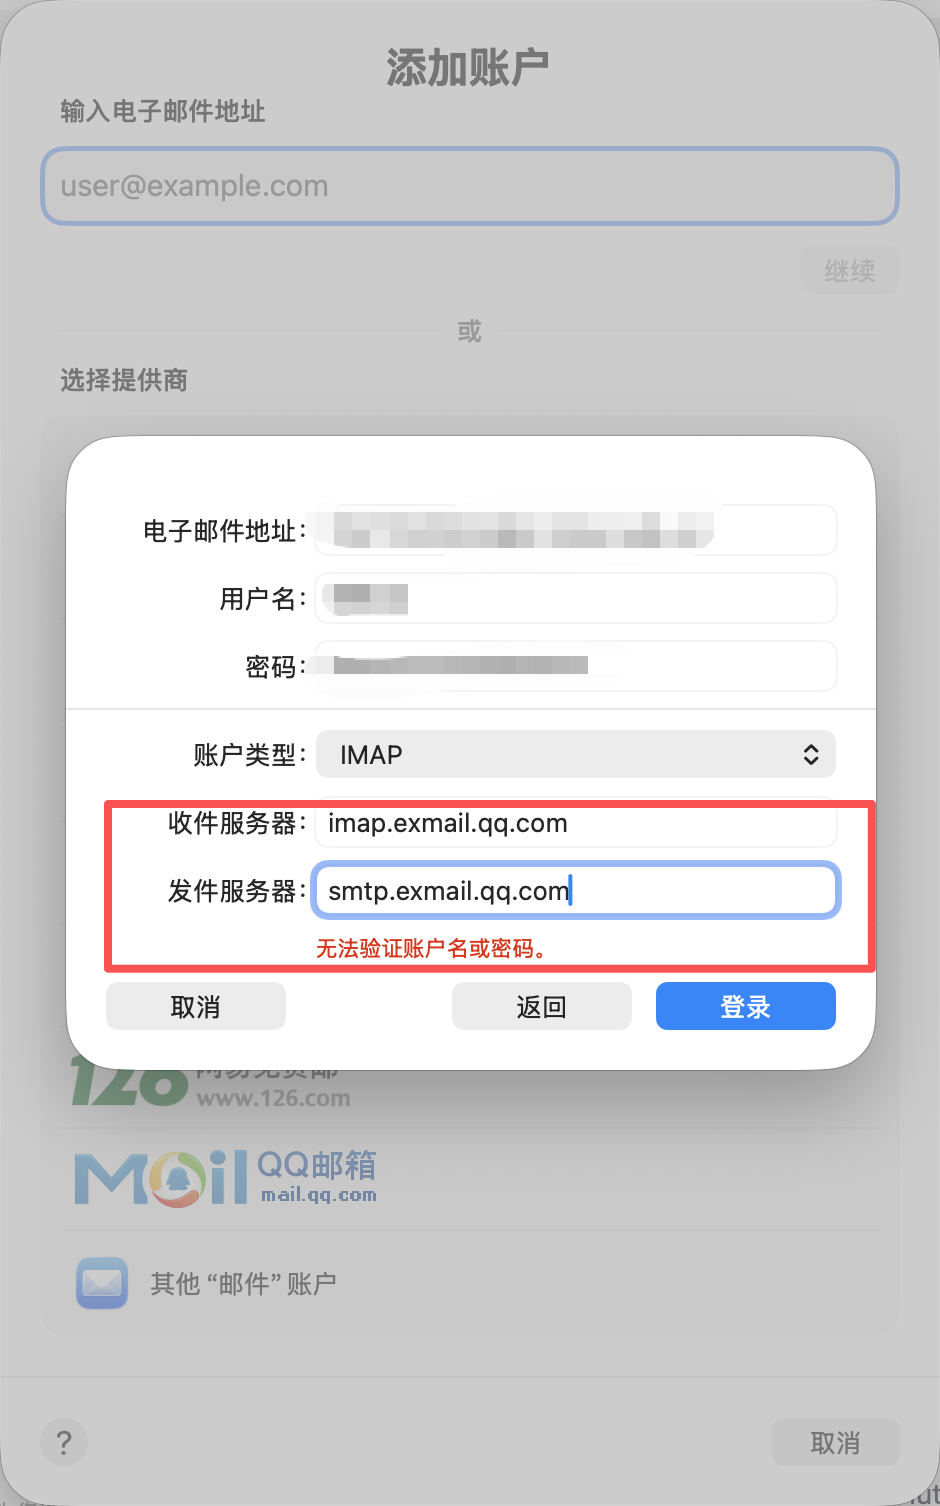 添加账户
输入电子邮件地址
user@example.com
继续
或
选择提供商
电子邮件地址:
用户名:
密码:
账户类型: IMAP
收件服务器: imap.exmail.qq.com
发件服务器: smtp.exmail.qq.com
无法验证账户名或密码。
取消 返回 登录
126
www.126.com
Mail QQ邮箱
mail.qq.com
其他“邮件”账户
? 取消